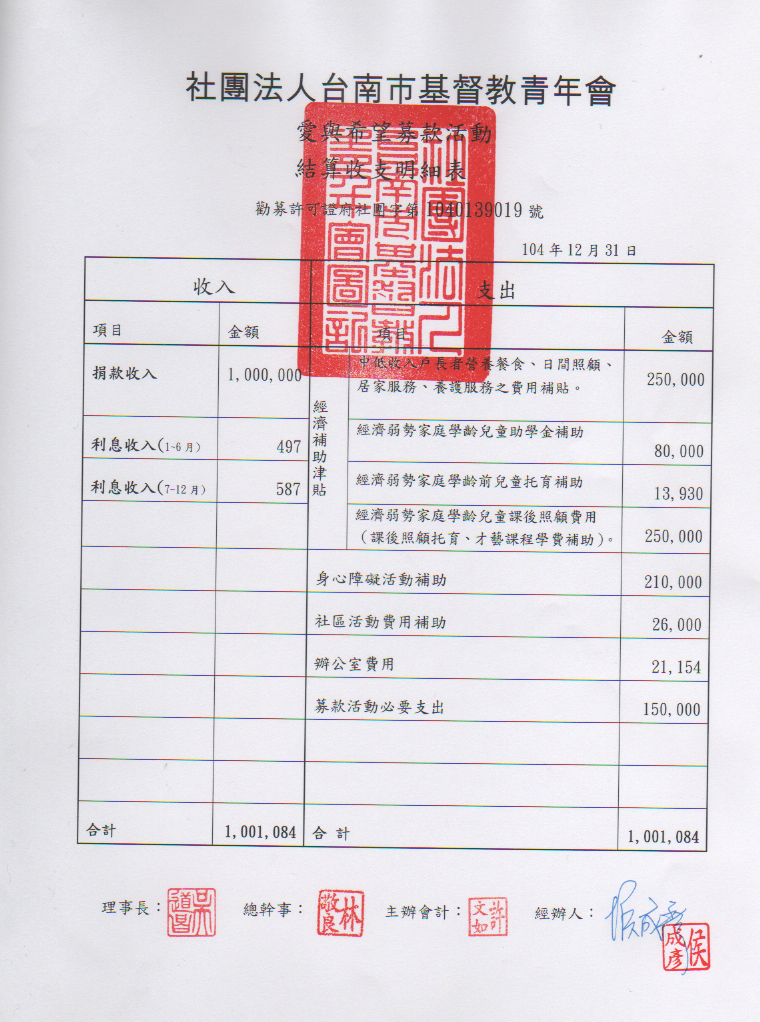 社團法人台南市基督教青年會
愛與希望募款活動
結算收支明細表
勸募許可證府社團字第1040139019 號
104 年 12 月 31 日
收入 支出
項目 金額 項目 金額
捐款收入 1,000,000
利息收入(1~6 月) 497
利息收入(7-12 月) 587
經濟補助津貼
中低收入戶長者營養餐食、日間照顧、
居家服務、養護服務之費用補貼。 250,000
經濟弱勢家庭學齡兒童助學金補助 80,000
經濟弱勢家庭學齡前兒童托育補助 13,930
經濟弱勢家庭學齡兒童課後照顧費用
（課後照顧托育、才藝課程學費補助）。 250,000
身心障礙活動補助 210,000
社區活動費用補助 26,000
辦公室費用 21,154
募款活動必要支出 150,000
合計 1,001,084 合 計 1,001,084
理事長： 總幹事：林敬良 主辦會計：許文如 經辦人：侯成彥
侯成彥